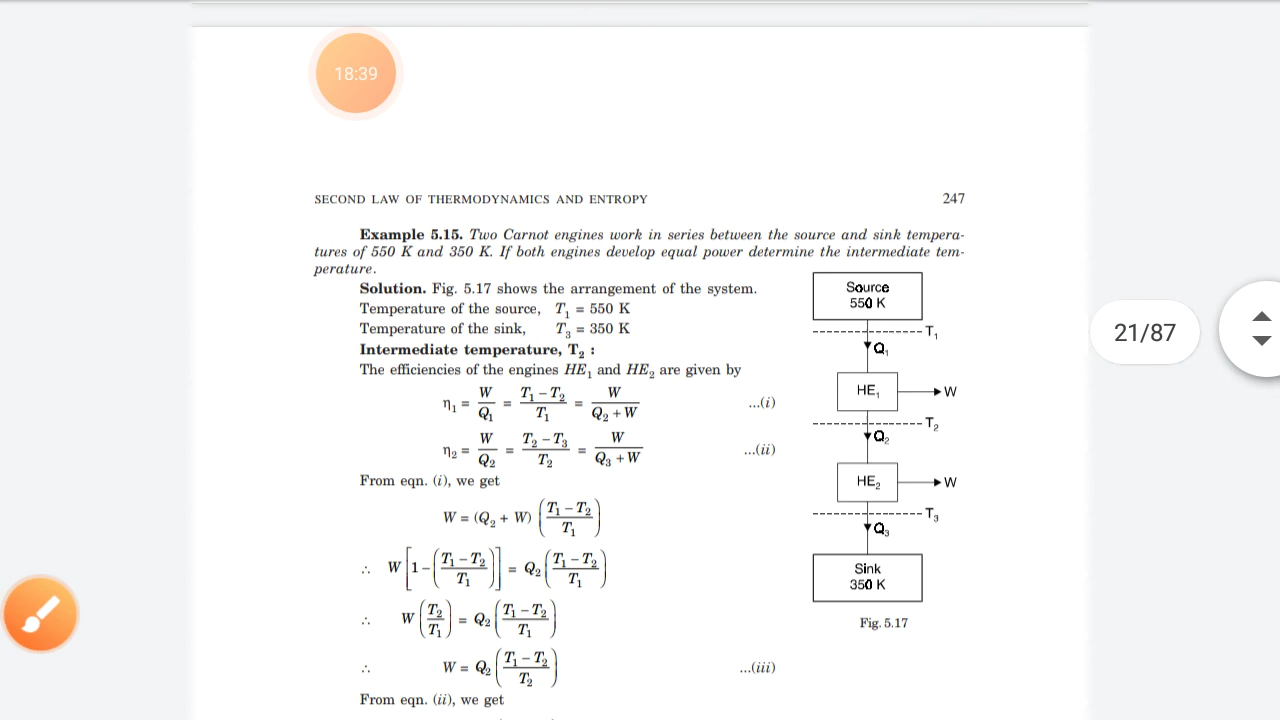 18:39
SECOND LAW OF THERMODYNAMICS AND ENTROPY 247
Example 5.15. Two Carnot engines work in series between the source and sink tempera-
tures of 550 K and 350 K. If both engines develop equal power determine the intermediate tem-
perature.
Solution. Fig. 5.17 shows the arrangement of the system.
Temperature of the source, T₁ = 550 K
Temperature of the sink, T₃ = 350 K
Intermediate temperature, T₂ :
The efficiencies of the engines HE₁ and HE₂ are given by
η₁ = W/Q₁ = (T₁ – T₂)/T₁ = W/(Q₂ + W) ...(i)
η₂ = W/Q₂ = (T₂ – T₃)/T₂ = W/(Q₃ + W) ...(ii)
From eqn. (i), we get
W = (Q₂ + W) ((T₁ – T₂)/T₁)
∴ W [1 – ((T₁ – T₂)/T₁)] = Q₂ ((T₁ – T₂)/T₁)
∴ W (T₂/T₁) = Q₂ ((T₁ – T₂)/T₁)
∴ W = Q₂ ((T₁ – T₂)/T₂) ...(iii)
From eqn. (ii), we get
Source
550 K
T₁
Q₁
HE₁ W
T₂
Q₂
HE₂ W
T₃
Q₃
Sink
350 K
Fig. 5.17
21/87